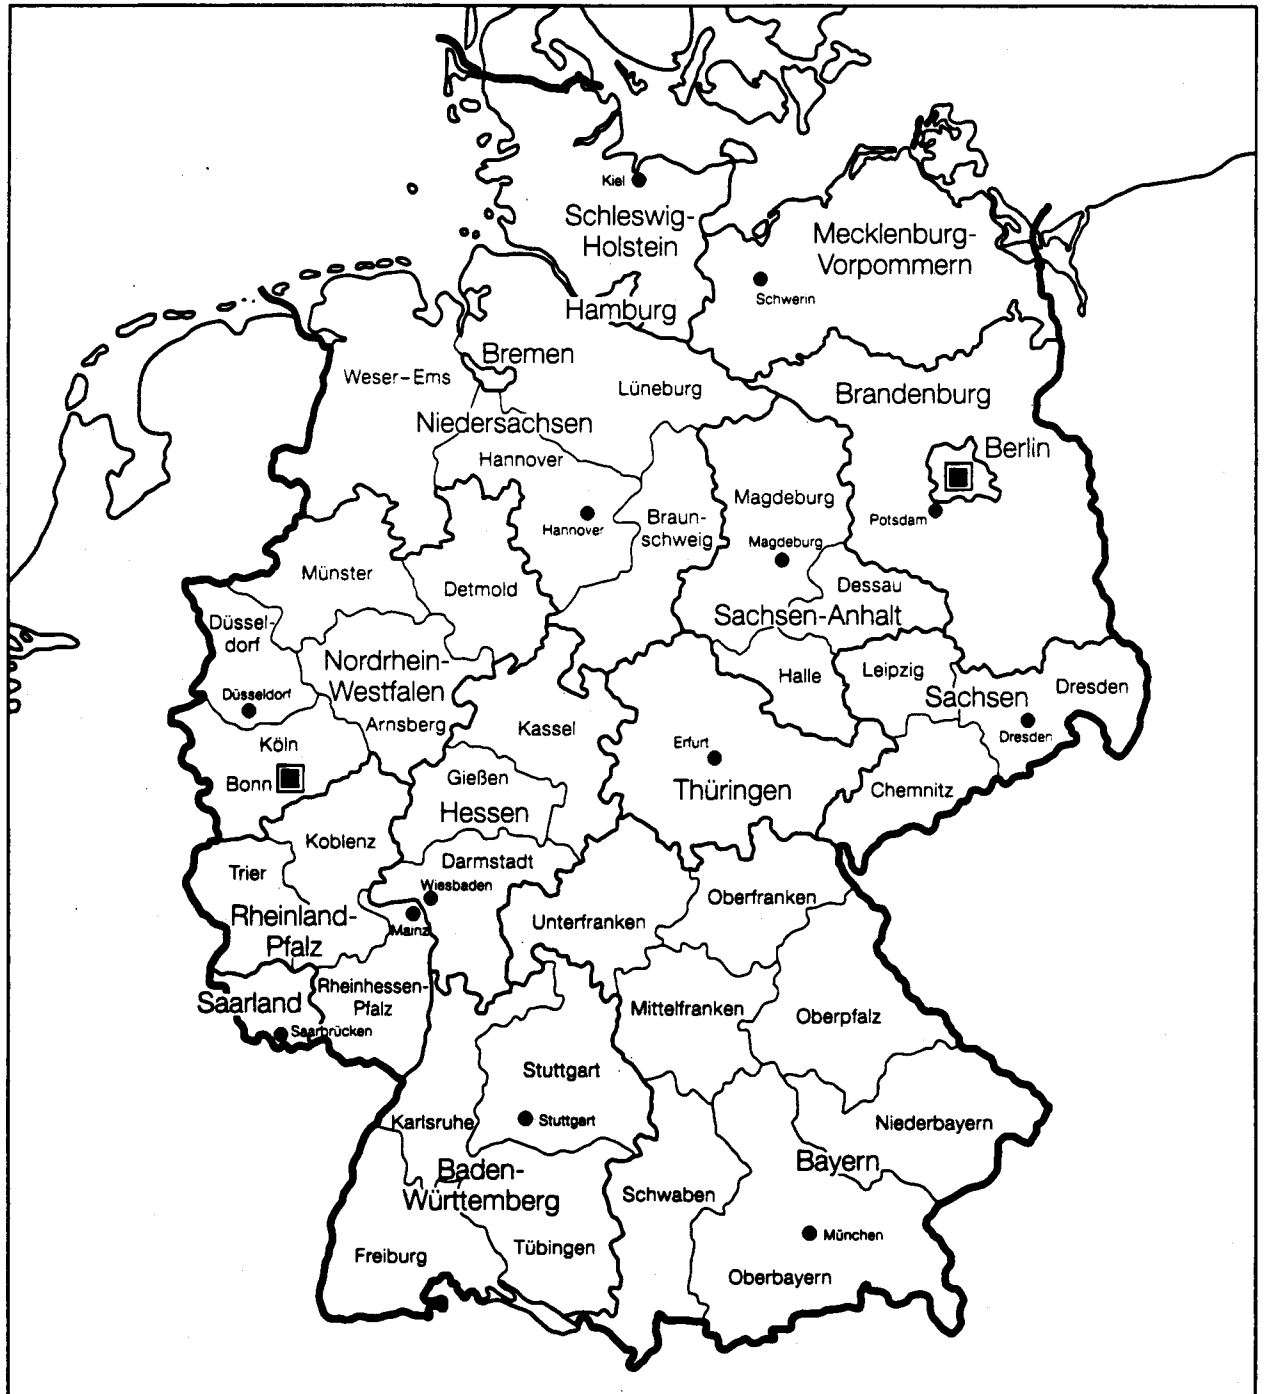 Kiel
Schleswig-
Holstein
Mecklenburg-
Vorpommern
Schwerin
Hamburg
Bremen
Weser-Ems
Lüneburg
Brandenburg
Niedersachsen
Berlin
Hannover
Magdeburg
Hannover
Braun-
schweig
Potsdam
Magdeburg
Münster
Detmold
Dessau
Sachsen-Anhalt
Düssel-
dorf
Nordrhein-
Westfalen
Halle
Leipzig
Sachsen
Dresden
Düsseldorf
Arnsberg
Kassel
Dresden
Köln
Erfurt
Bonn
Gießen
Thüringen
Chemnitz
Hessen
Koblenz
Darmstadt
Trier
Wiesbaden
Oberfranken
Rheinland-
Pfalz
Mainz
Unterfranken
Saarland
Rheinhessen-
Pfalz
Mittelfranken
Oberpfalz
Saarbrücken
Stuttgart
Karlsruhe
Stuttgart
Niederbayern
Baden-
Württemberg
Bayern
Schwaben
München
Freiburg
Tübingen
Oberbayern